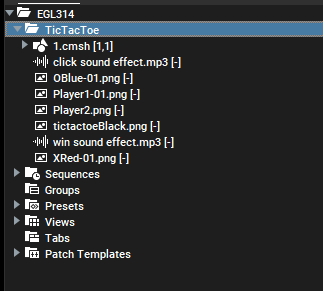 EGL314
TicTacToe
1.cmsh [1,1]
click sound effect.mp3 [-]
OBlue-01.png [-]
Player1-01.png [-]
Player2.png [-]
tictactoeBlack.png [-]
win sound effect.mp3 [-]
XRed-01.png [-]
Sequences
Groups
Presets
Views
Tabs
Patch Templates